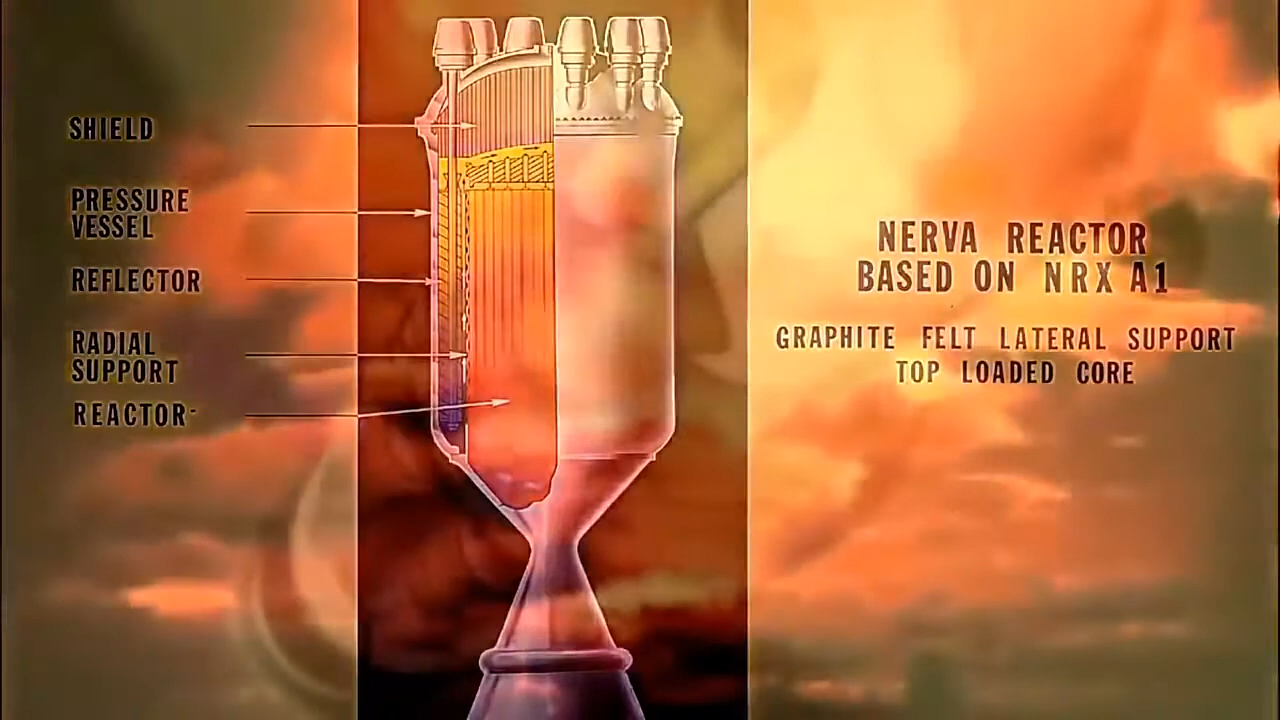 SHIELD
PRESSURE
VESSEL
REFLECTOR
RADIAL
SUPPORT
REACTOR
NERVA REACTOR
BASED ON NRX A1
GRAPHITE FELT LATERAL SUPPORT
TOP LOADED CORE